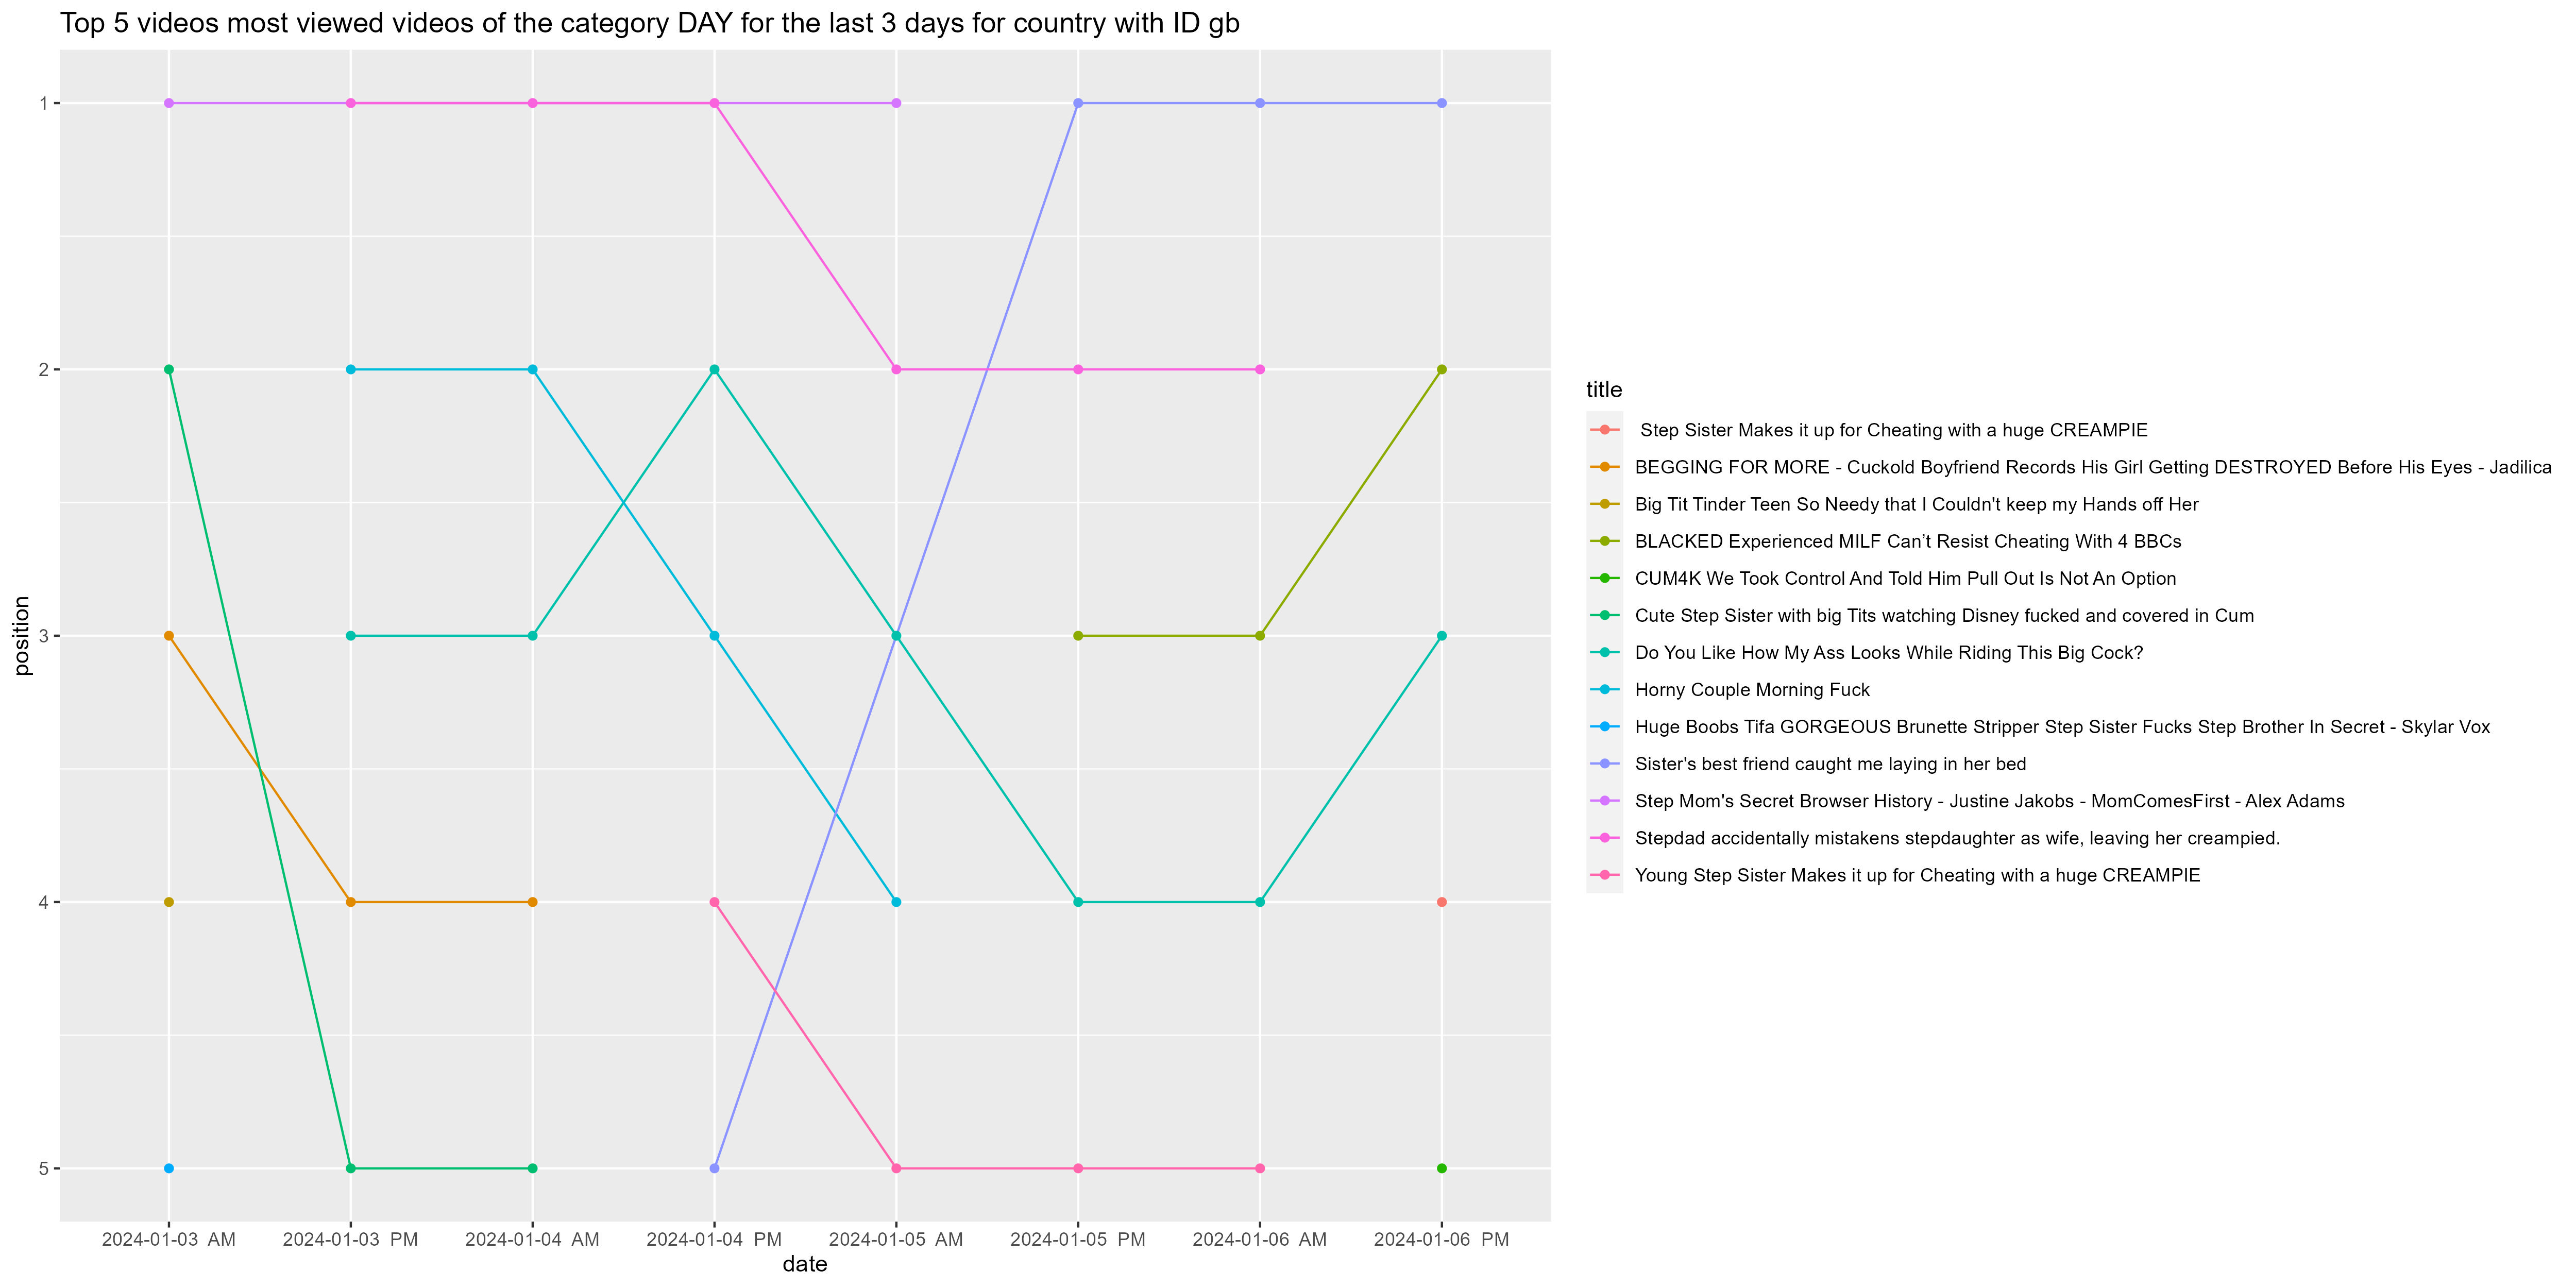 Top 5 videos most viewed videos of the category DAY for the last 3 days for country with ID gb
position
1
2
3
4
5
2024-01-03 AM
2024-01-03 PM
2024-01-04 AM
2024-01-04 PM
2024-01-05 AM
2024-01-05 PM
2024-01-06 AM
2024-01-06 PM
date
title
Step Sister Makes it up for Cheating with a huge CREAMPIE
BEGGING FOR MORE - Cuckold Boyfriend Records His Girl Getting DESTROYED Before His Eyes - Jadilica
Big Tit Tinder Teen So Needy that I Couldn't keep my Hands off Her
BLACKED Experienced MILF Can’t Resist Cheating With 4 BBCs
CUM4K We Took Control And Told Him Pull Out Is Not An Option
Cute Step Sister with big Tits watching Disney fucked and covered in Cum
Do You Like How My Ass Looks While Riding This Big Cock?
Horny Couple Morning Fuck
Huge Boobs Tifa GORGEOUS Brunette Stripper Step Sister Fucks Step Brother In Secret - Skylar Vox
Sister's best friend caught me laying in her bed
Step Mom's Secret Browser History - Justine Jakobs - MomComesFirst - Alex Adams
Stepdad accidentally mistakens stepdaughter as wife, leaving her creampied.
Young Step Sister Makes it up for Cheating with a huge CREAMPIE